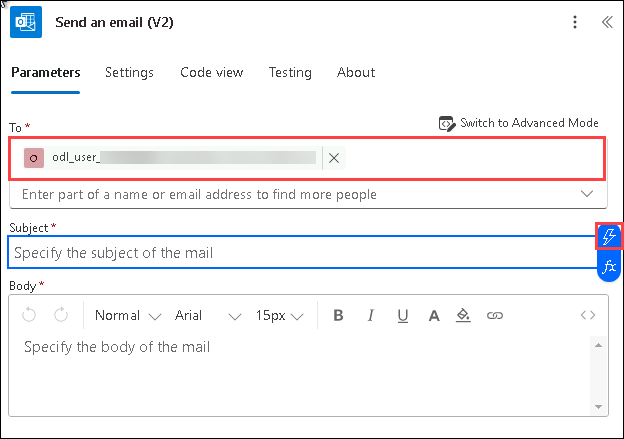 Send an email (V2)
Parameters Settings Code view Testing About
Switch to Advanced Mode
To *
O odl_user_
Enter part of a name or email address to find more people
Subject *
Specify the subject of the mail
fx
Body *
Normal Arial 15px B I U A
Specify the body of the mail